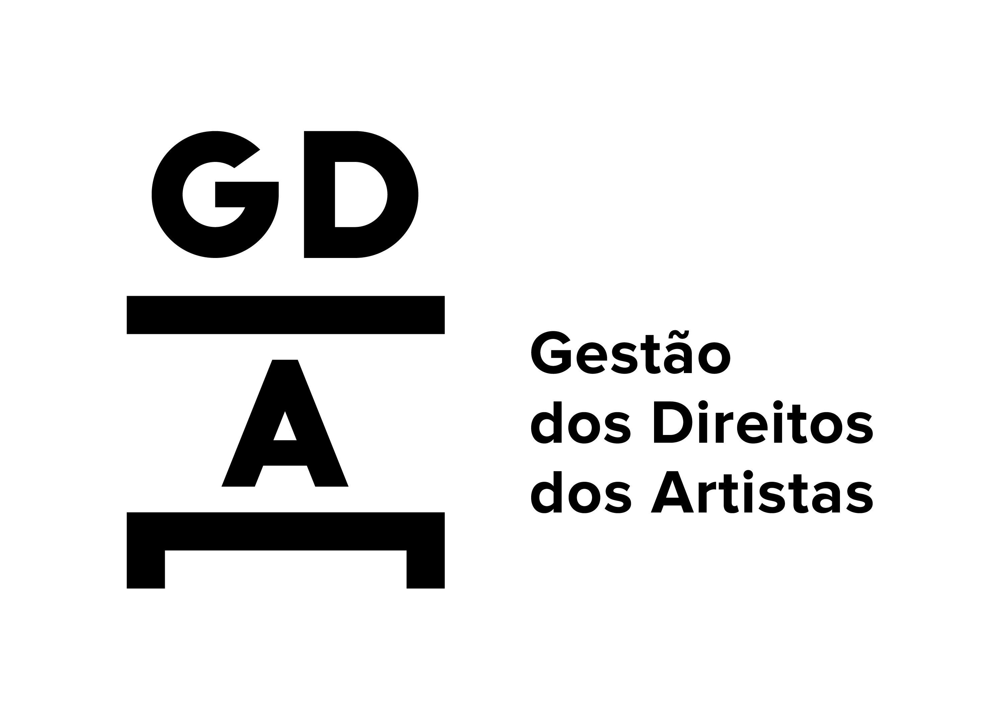 GD
A
Gestão
dos Direitos
dos Artistas